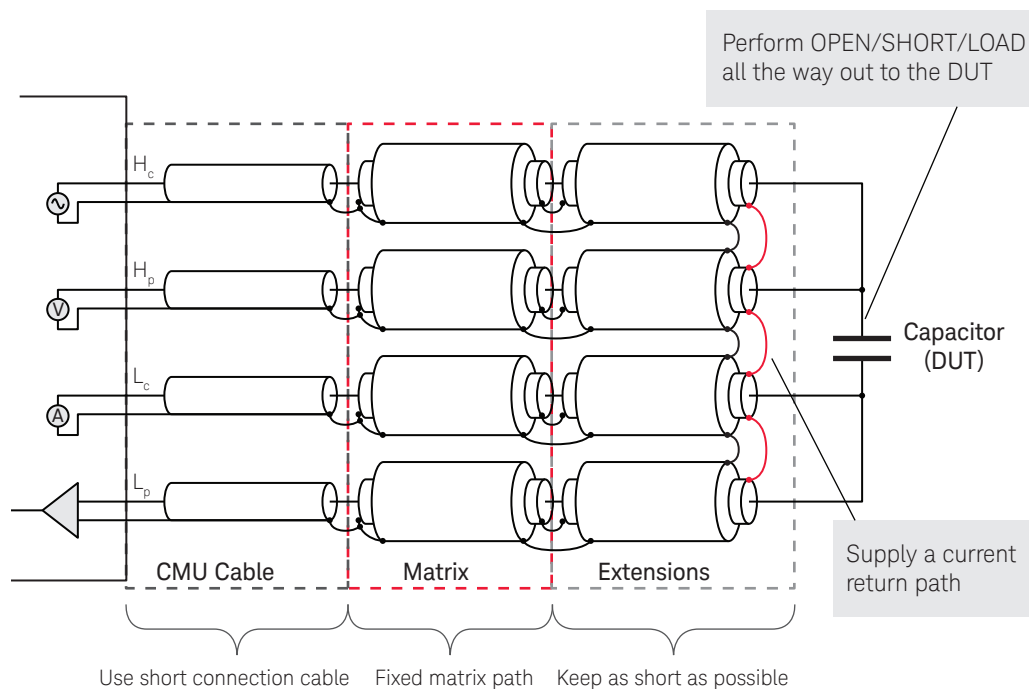 Perform OPEN/SHORT/LOAD
all the way out to the DUT
Hc
Hp
V
Capacitor
(DUT)
Lc
A
Lp
CMU Cable
Matrix
Extensions
Supply a current
return path
Use short connection cable
Fixed matrix path
Keep as short as possible